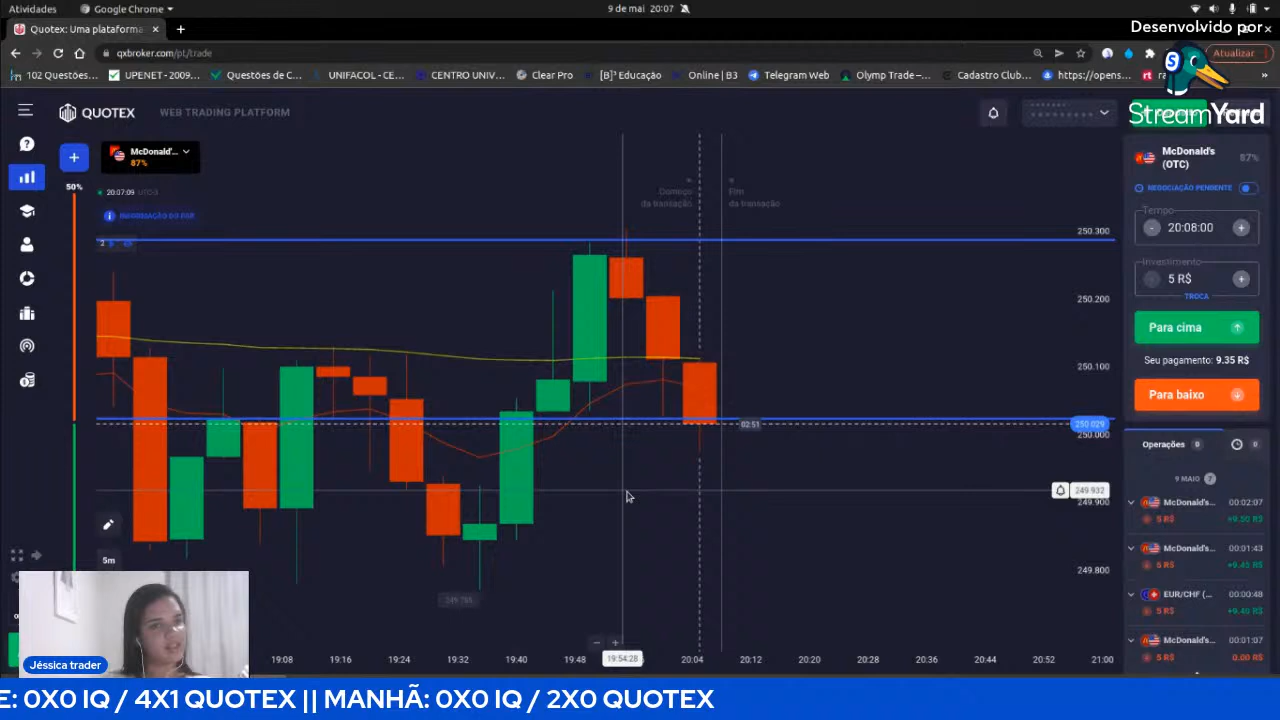 Atividades
Google Chrome
9 de mai 20:07
Quotex: Uma plataforma
Desenvolvido por
qxbroker.com/pt/trade
Atualizar
102 Questões...
UPENET - 2009...
Questões de C...
UNIFACOL - CE...
CENTRO UNIV...
Clear Pro
[B]³ Educação
Online | B3
Telegram Web
Olymp Trade –...
Cadastro Club...
https://opens...
StreamYard
QUOTEX
WEB TRADING PLATFORM
McDonald'...
87%
50%
20:07:09 UTC-3
INFORMAÇÃO DO PAR
2
Começo
da transação
Fim
da transação
250.300
250.200
250.100
250.029
250.000
249.932
249.900
249.800
02:51
5m
249.765
19:08
19:16
19:24
19:32
19:40
19:48
19:54:28
20:04
20:12
20:20
20:28
20:36
20:44
20:52
21:00
McDonald's
(OTC)
87%
NEGOCIAÇÃO PENDENTE
Tempo
- 20:08:00 +
Investimento
5 R$ +
TROCA
Para cima
Seu pagamento: 9.35 R$
Para baixo
Operações 0
0
9 MAIO 7
McDonald's... 00:02:07
5 R$ +9.50 R$
McDonald's... 00:01:43
5 R$ +9.45 R$
EUR/CHF (... 00:00:48
5 R$ +9.40 R$
McDonald's... 00:01:07
5 R$ 0.00 R$
Jéssica trader
E: 0X0 IQ / 4X1 QUOTEX || MANHÃ: 0X0 IQ / 2X0 QUOTEX